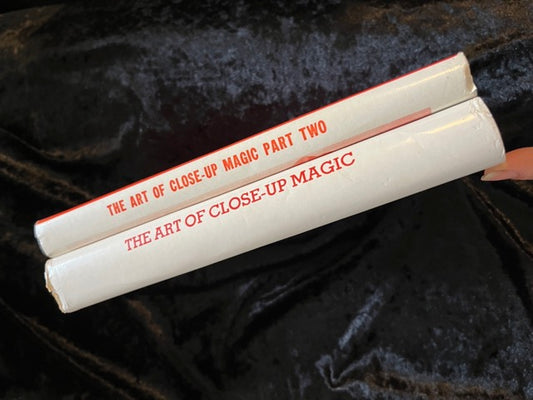 THE ART OF CLOSE-UP MAGIC PART TWO
THE ART OF CLOSE-UP MAGIC